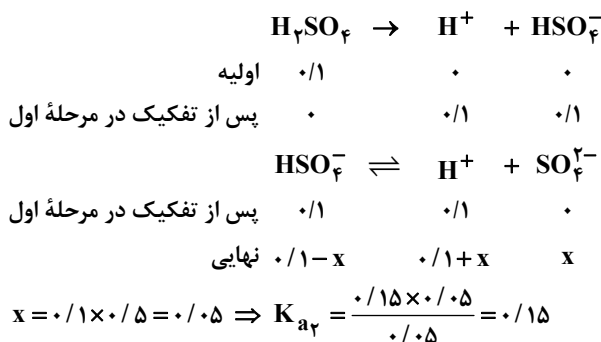 H₂SO₄ → H⁺ + HSO₄⁻
اولیه ۰/۱ ۰ ۰
پس از تفکیک در مرحلهٔ اول ۰ ۰/۱ ۰/۱
HSO₄⁻ ⇌ H⁺ + SO₄²⁻
پس از تفکیک در مرحلهٔ اول ۰/۱ ۰/۱ ۰
نهایی ۰/۱−x ۰/۱+x x
x = ۰/۱×۰/۵ = ۰/۰۵ ⇒ K_a₂ = (۰/۱۵×۰/۰۵)/(۰/۰۵) = ۰/۱۵